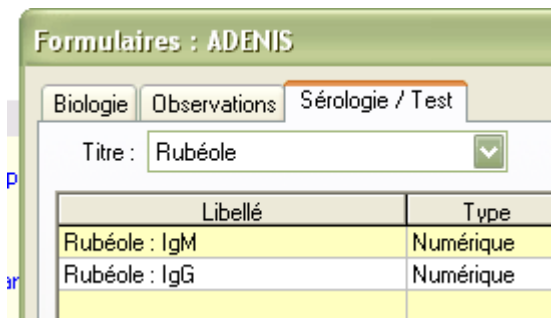 Formulaires : ADENIS
Biologie Observations Sérologie / Test
Titre : Rubéole
Libellé Type
Rubéole : IgM Numérique
Rubéole : IgG Numérique